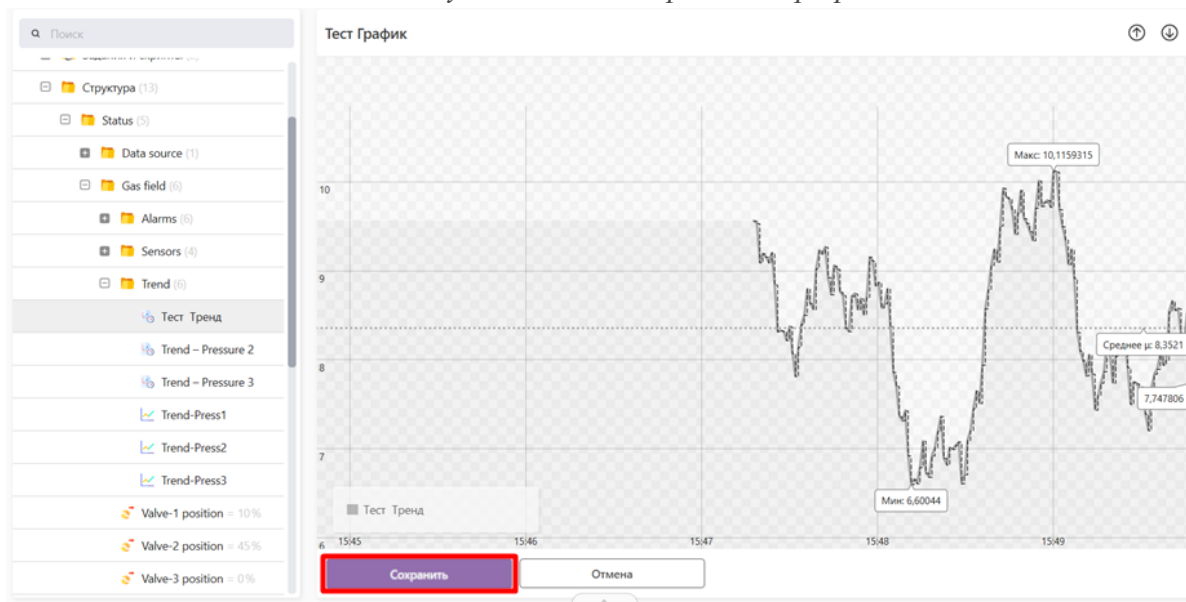 Поиск
Структура (13)
Status (5)
Data source (1)
Gas field (6)
Alarms (6)
Sensors (4)
Trend (6)
Тест Тренд
Trend – Pressure 2
Trend – Pressure 3
Trend-Press1
Trend-Press2
Trend-Press3
Valve-1 position = 10%
Valve-2 position = 45%
Valve-3 position = 0%
Тест График
Макс: 10,1159315
10
9
Среднее μ: 8,3521
8
7,747806
7
Мин: 6,60044
Тест Тренд
6
15:45
15:46
15:47
15:48
15:49
Сохранить
Отмена